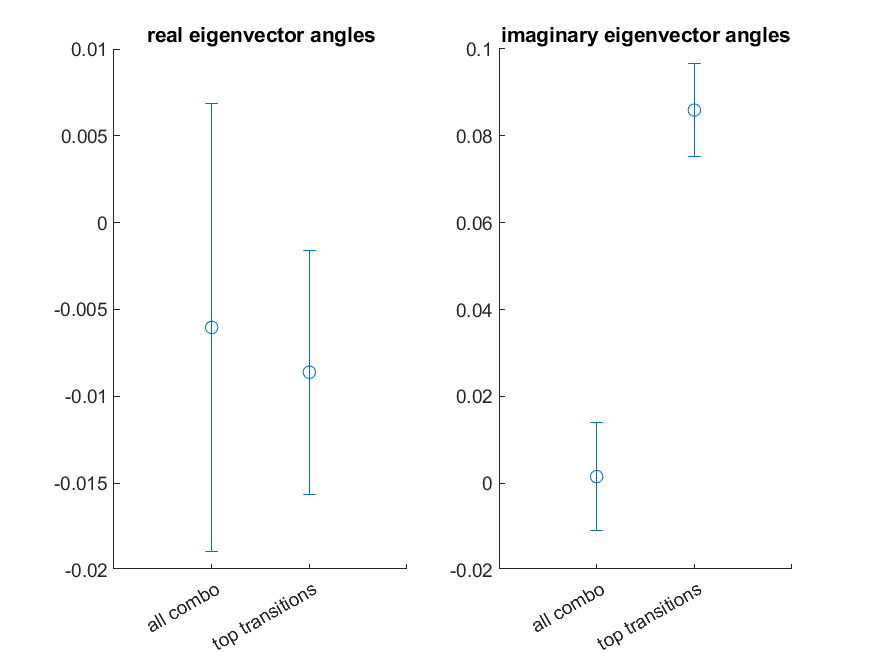 real eigenvector angles
0.01
0.005
0
-0.005
-0.01
-0.015
-0.02
all combo
top transitions
imaginary eigenvector angles
0.1
0.08
0.06
0.04
0.02
0
-0.02
all combo
top transitions